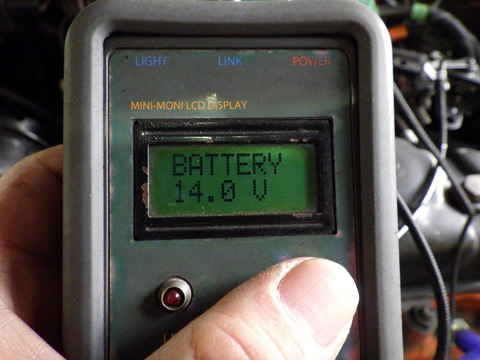 LIGHT LINK POWER
MINI-MONI LCD DISPLAY
BATTERY
14.0 V